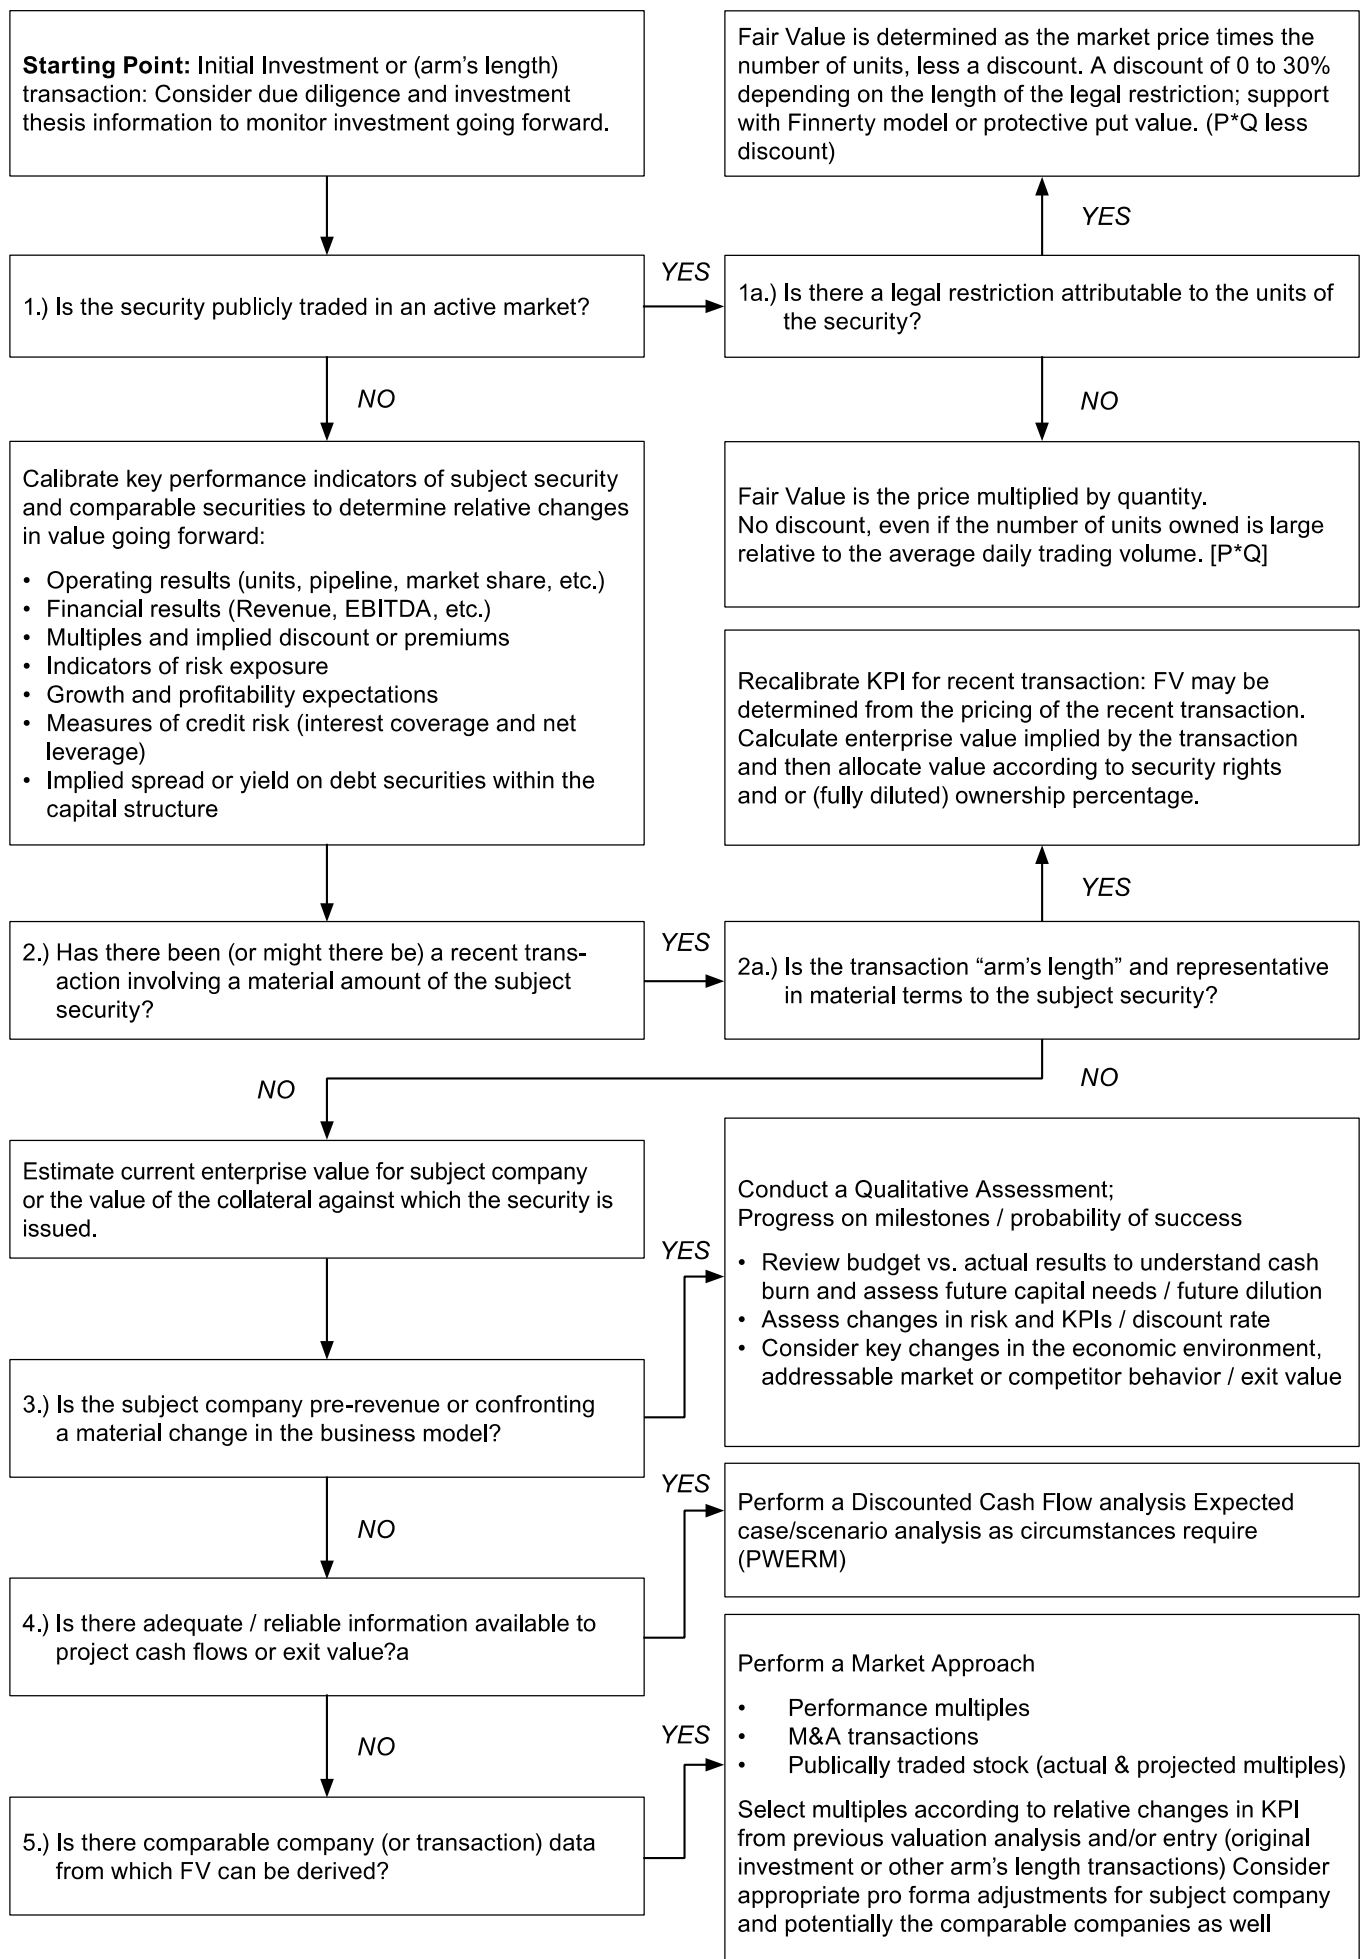 Starting Point: Initial Investment or (arm's length)
transaction: Consider due diligence and investment
thesis information to monitor investment going forward.
Fair Value is determined as the market price times the
number of units, less a discount. A discount of 0 to 30%
depending on the length of the legal restriction; support
with Finnerty model or protective put value. (P*Q less
discount)
YES
1.) Is the security publicly traded in an active market?
YES
1a.) Is there a legal restriction attributable to the units of
the security?
NO
NO
Calibrate key performance indicators of subject security
and comparable securities to determine relative changes
in value going forward:
• Operating results (units, pipeline, market share, etc.)
• Financial results (Revenue, EBITDA, etc.)
• Multiples and implied discount or premiums
• Indicators of risk exposure
• Growth and profitability expectations
• Measures of credit risk (interest coverage and net
leverage)
• Implied spread or yield on debt securities within the
capital structure
Fair Value is the price multiplied by quantity.
No discount, even if the number of units owned is large
relative to the average daily trading volume. [P*Q]
Recalibrate KPI for recent transaction: FV may be
determined from the pricing of the recent transaction.
Calculate enterprise value implied by the transaction
and then allocate value according to security rights
and or (fully diluted) ownership percentage.
YES
2.) Has there been (or might there be) a recent trans-
action involving a material amount of the subject
security?
YES
2a.) Is the transaction “arm's length” and representative
in material terms to the subject security?
NO
NO
Estimate current enterprise value for subject company
or the value of the collateral against which the security is
issued.
YES
Conduct a Qualitative Assessment;
Progress on milestones / probability of success
• Review budget vs. actual results to understand cash
burn and assess future capital needs / future dilution
• Assess changes in risk and KPIs / discount rate
• Consider key changes in the economic environment,
addressable market or competitor behavior / exit value
3.) Is the subject company pre-revenue or confronting
a material change in the business model?
YES
NO
Perform a Discounted Cash Flow analysis Expected
case/scenario analysis as circumstances require
(PWERM)
4.) Is there adequate / reliable information available to
project cash flows or exit value?a
YES
NO
Perform a Market Approach
• Performance multiples
• M&A transactions
• Publically traded stock (actual & projected multiples)
Select multiples according to relative changes in KPI
from previous valuation analysis and/or entry (original
investment or other arm's length transactions) Consider
appropriate pro forma adjustments for subject company
and potentially the comparable companies as well
5.) Is there comparable company (or transaction) data
from which FV can be derived?